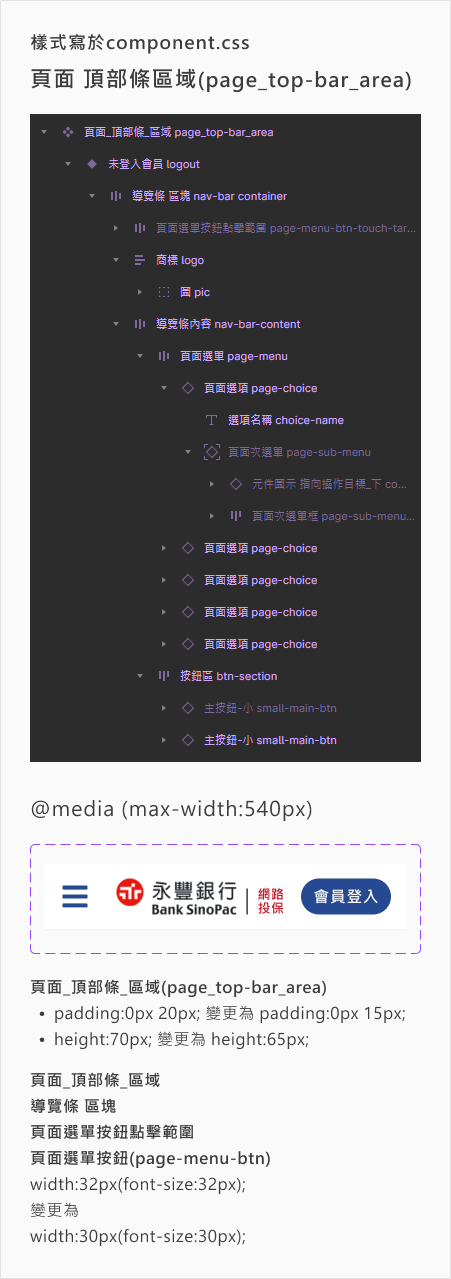 樣式寫於component.css
頁面 頂部條區域(page_top-bar_area)
頁面_頂部條_區域 page_top-bar_area
未登入會員 logout
導覽條 區塊 nav-bar container
頁面選單按鈕點擊範圍 page-menu-btn-touch-tar...
商標 logo
圖 pic
導覽條內容 nav-bar-content
頁面選單 page-menu
頁面選項 page-choice
選項名稱 choice-name
頁面次選單 page-sub-menu
元件圖示 指向操作目標_下 co...
頁面次選單框 page-sub-menu...
頁面選項 page-choice
頁面選項 page-choice
頁面選項 page-choice
頁面選項 page-choice
按鈕區 btn-section
主按鈕-小 small-main-btn
主按鈕-小 small-main-btn
@media (max-width:540px)
永豐銀行
Bank SinoPac
網路
投保
會員登入
頁面_頂部條_區域(page_top-bar_area)
• padding:0px 20px; 變更為 padding:0px 15px;
• height:70px; 變更為 height:65px;
頁面_頂部條_區域
導覽條 區塊
頁面選單按鈕點擊範圍
頁面選單按鈕(page-menu-btn)
width:32px(font-size:32px);
變更為
width:30px(font-size:30px);